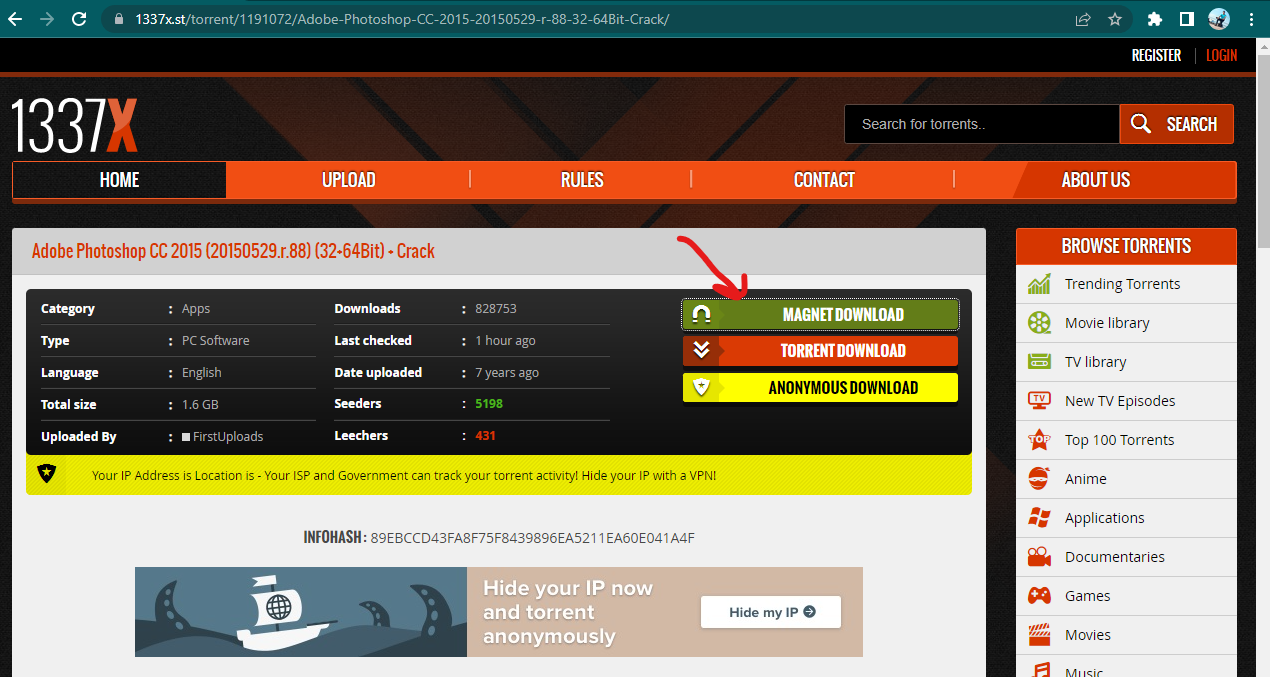 1337x.st/torrent/1191072/Adobe-Photoshop-CC-2015-20150529-r-88-32-64Bit-Crack/
REGISTER LOGIN
1337X
Search for torrents.. SEARCH
HOME UPLOAD RULES CONTACT ABOUT US
Adobe Photoshop CC 2015 (20150529.r.88) (32+64Bit) + Crack
Category : Apps
Type : PC Software
Language : English
Total size : 1.6 GB
Uploaded By : FirstUploads
Downloads : 828753
Last checked : 1 hour ago
Date uploaded : 7 years ago
Seeders : 5198
Leechers : 431
MAGNET DOWNLOAD
TORRENT DOWNLOAD
ANONYMOUS DOWNLOAD
Your IP Address is Location is - Your ISP and Government can track your torrent activity! Hide your IP with a VPN!
INFOHASH : 89EBCCD43FA8F75F8439896EA5211EA60E041A4F
Hide your IP now
and torrent
anonymously
Hide my IP
BROWSE TORRENTS
Trending Torrents
Movie library
TV library
TV
New TV Episodes
TOP
Top 100 Torrents
Anime
Applications
Documentaries
Games
Movies
Music